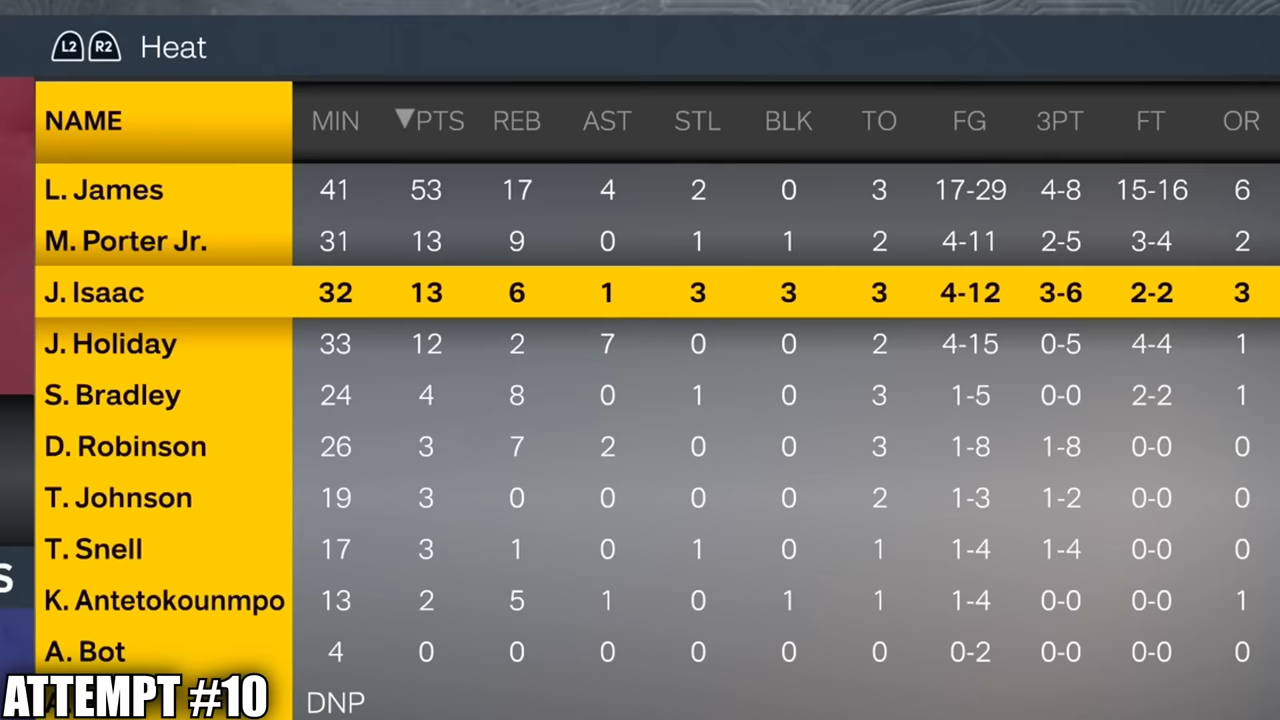 L2 R2 Heat
NAME MIN ▼PTS REB AST STL BLK TO FG 3PT FT OR
L. James 41 53 17 4 2 0 3 17-29 4-8 15-16 6
M. Porter Jr. 31 13 9 0 1 1 2 4-11 2-5 3-4 2
J. Isaac 32 13 6 1 3 3 3 4-12 3-6 2-2 3
J. Holiday 33 12 2 7 0 0 2 4-15 0-5 4-4 1
S. Bradley 24 4 8 0 1 0 3 1-5 0-0 2-2 1
D. Robinson 26 3 7 2 0 0 3 1-8 1-8 0-0 0
T. Johnson 19 3 0 0 0 0 2 1-3 1-2 0-0 0
T. Snell 17 3 1 0 1 0 1 1-4 1-4 0-0 0
S
K. Antetokounmpo 13 2 5 1 0 1 1 1-4 0-0 0-0 1
A. Bot 4 0 0 0 0 0 0 0-2 0-0 0-0 0
DNP
ATTEMPT #10